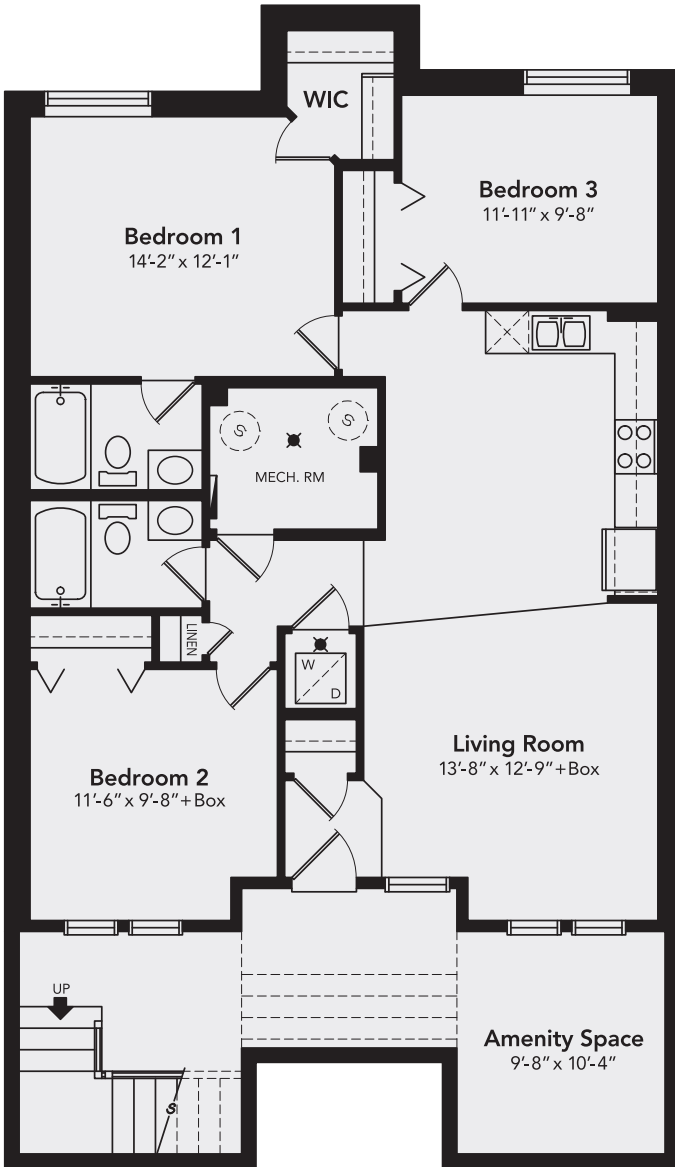 WIC
Bedroom 3
11'-11" x 9'-8"
Bedroom 1
14'-2" x 12'-1"
S
S
MECH. RM
LINEN
W
D
Living Room
13'-8" x 12'-9"+Box
Bedroom 2
11'-6" x 9'-8"+Box
UP
Amenity Space
9'-8" x 10'-4"
S